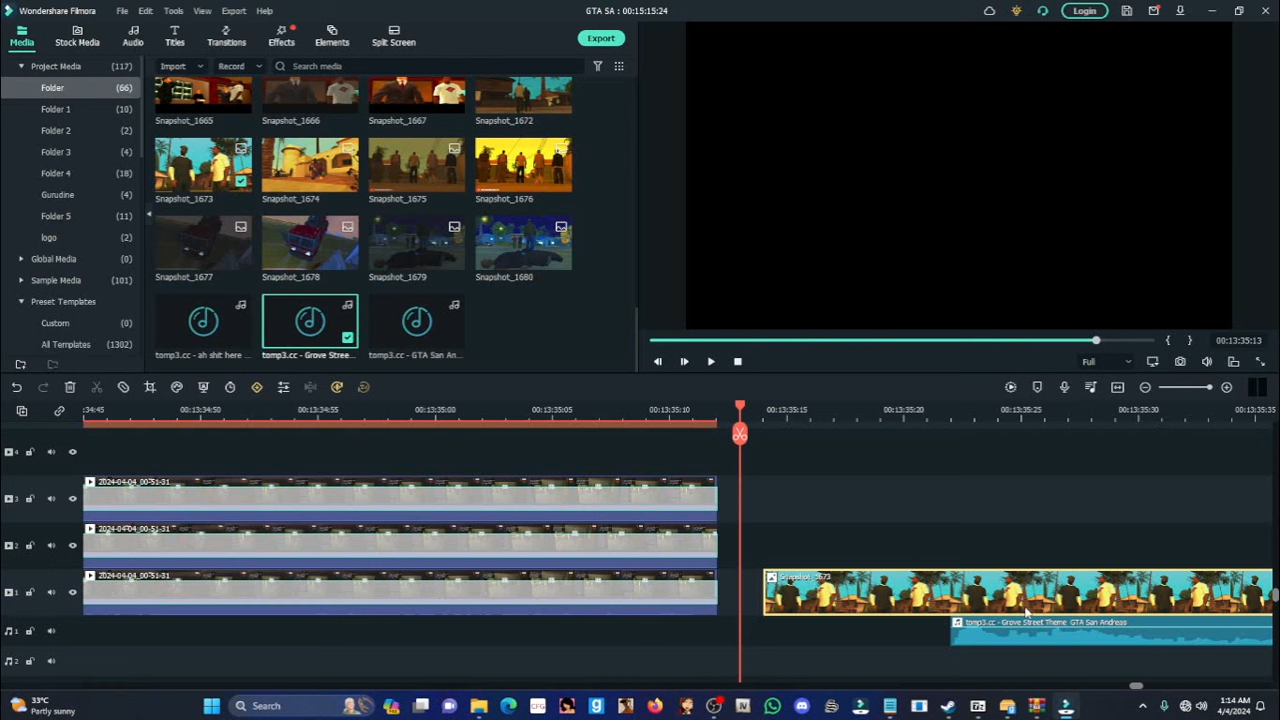 Wondershare Filmora File Edit Tools View Export Help GTA SA : 00:15:15:24 Login
Media Stock Media Audio Titles Transitions Effects Elements Split Screen Export
Project Media (117) Import Record Search media
Folder (66)
Folder 1 (10)
Folder 2 (2)
Folder 3 (4)
Folder 4 (18)
Gurudine (4)
Folder 5 (11)
logo (2)
Global Media (0)
Sample Media (101)
Preset Templates
Custom (0)
All Templates (1302)
Snapshot_1665 Snapshot_1666 Snapshot_1667 Snapshot_1672
Snapshot_1673 Snapshot_1674 Snapshot_1675 Snapshot_1676
Snapshot_1677 Snapshot_1678 Snapshot_1679 Snapshot_1680
tomp3.cc - ah shit here ... tomp3.cc - Grove Stree... tomp3.cc - GTA San An...
00:13:35:13
Full
:34:45 00:13:34:50 00:13:34:55 00:13:35:00 00:13:35:05 00:13:35:10 00:13:35:15 00:13:35:20 00:13:35:25 00:13:35:30 00:13:35:35
4
3 2024-04-04_00-51-31
2 2024-04-04_00-51-31
1 2024-04-04_00-51-31 Snapshot_1673
1 tomp3.cc - Grove Street Theme GTA San Andreas
2
33°C
Partly sunny
Search
CFG
1:14 AM
4/4/2024